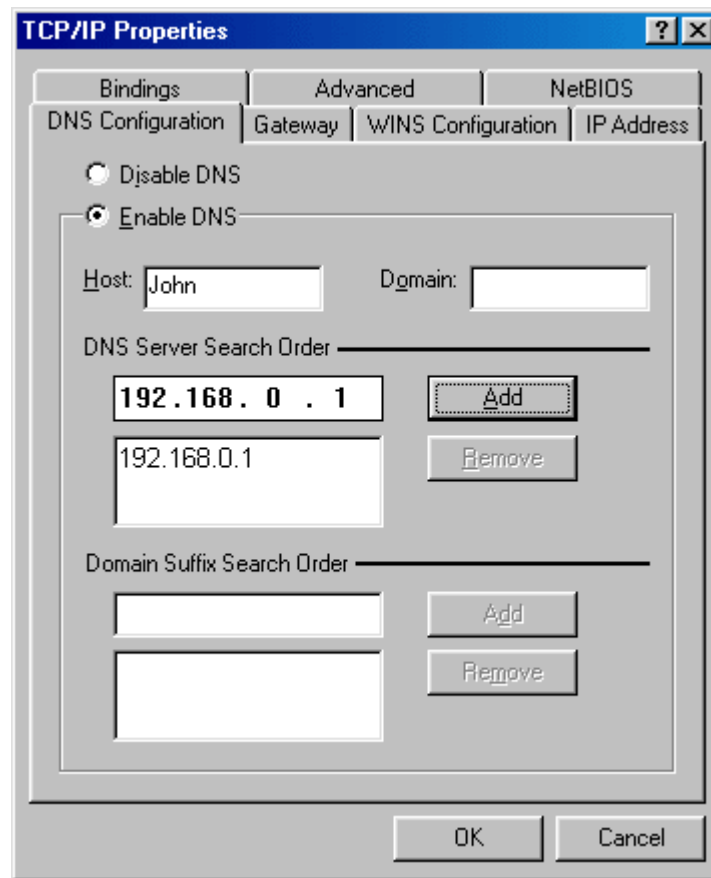 TCP/IP Properties ? X
Bindings Advanced NetBIOS
DNS Configuration Gateway WINS Configuration IP Address
Disable DNS
Enable DNS
Host: John Domain:
DNS Server Search Order
192.168. 0 . 1 Add
192.168.0.1 Remove
Domain Suffix Search Order
Add
Remove
OK Cancel